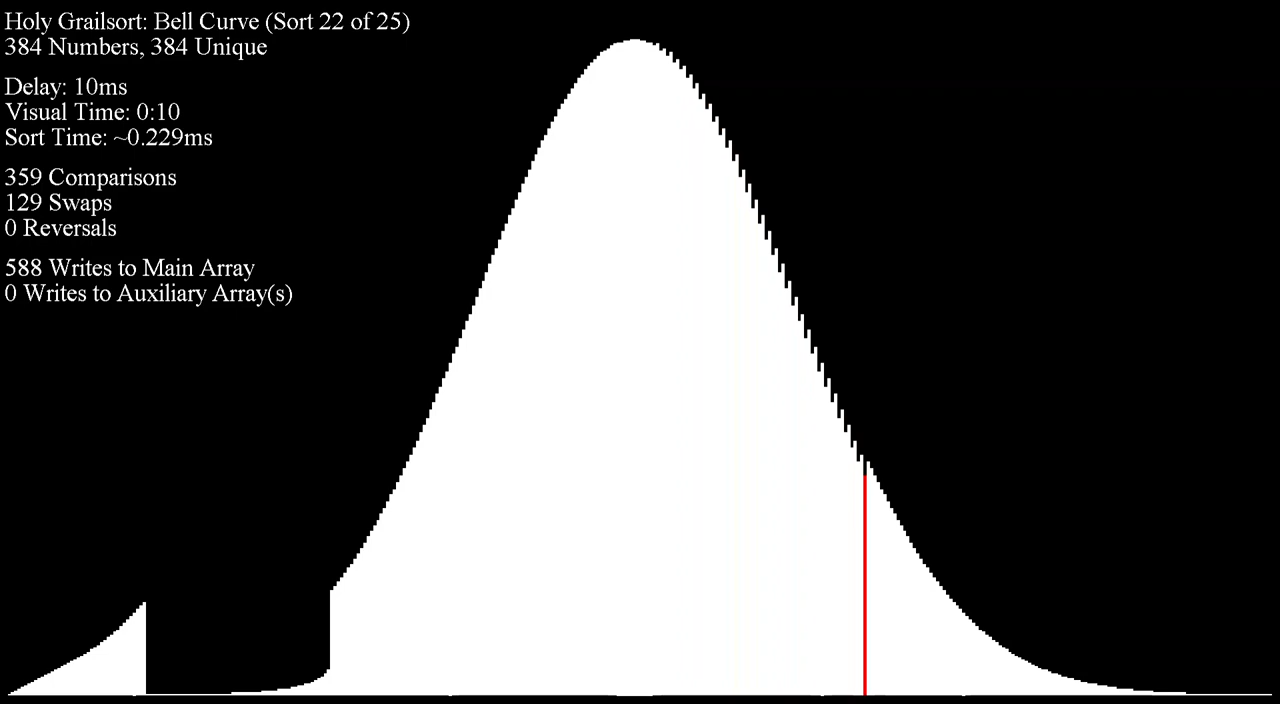 Holy Grailsort: Bell Curve (Sort 22 of 25)
384 Numbers, 384 Unique
Delay: 10ms
Visual Time: 0:10
Sort Time: ~0.229ms
359 Comparisons
129 Swaps
0 Reversals
588 Writes to Main Array
0 Writes to Auxiliary Array(s)